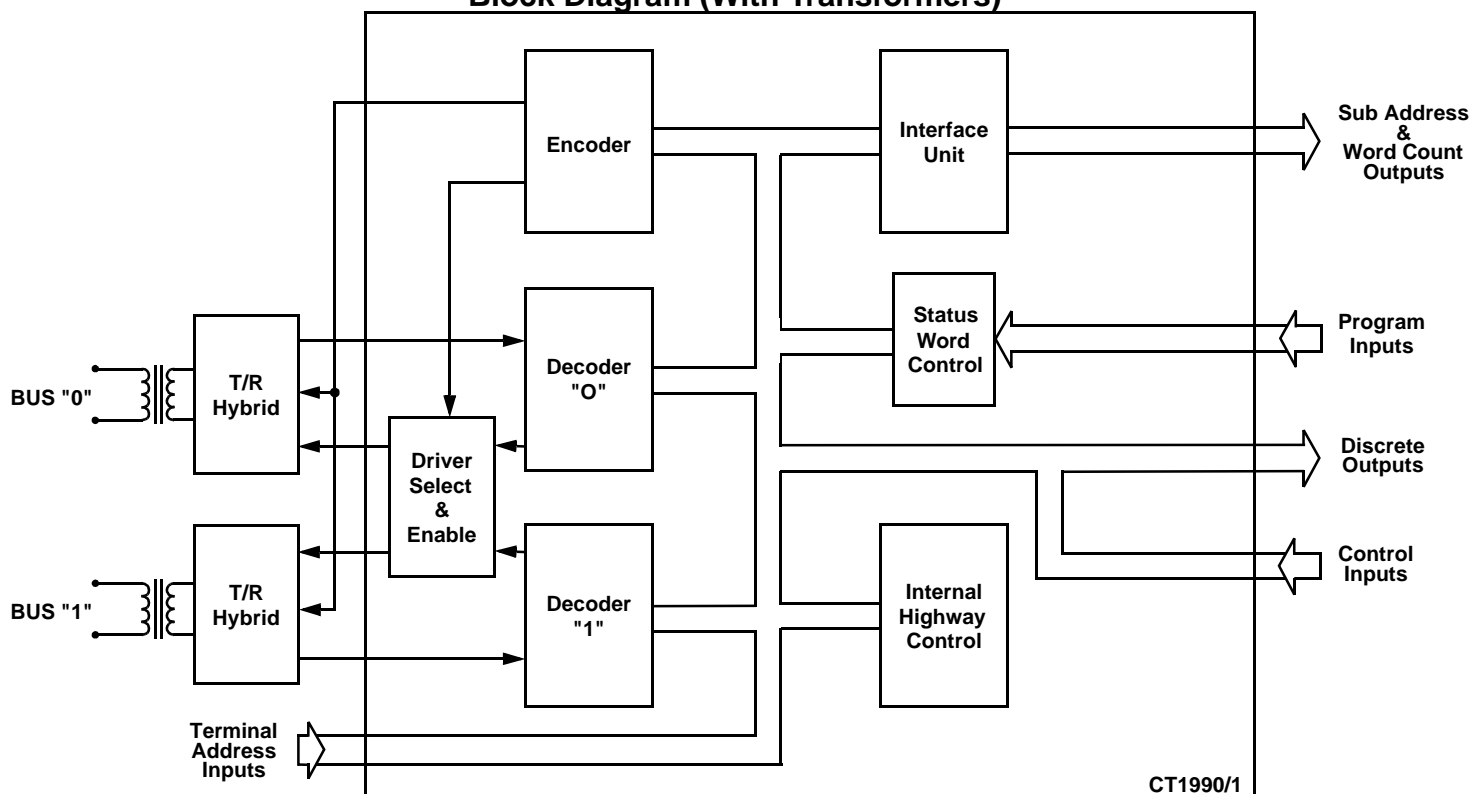 Block Diagram (With Transformers)
Encoder
Interface
Unit
Sub Address
&
Word Count
Outputs
Status
Word
Control
Program
Inputs
T/R
Hybrid
BUS "0"
Decoder
"O"
Driver
Select
&
Enable
Discrete
Outputs
Control
Inputs
T/R
Hybrid
BUS "1"
Decoder
"1"
Internal
Highway
Control
Terminal
Address
Inputs
CT1990/1